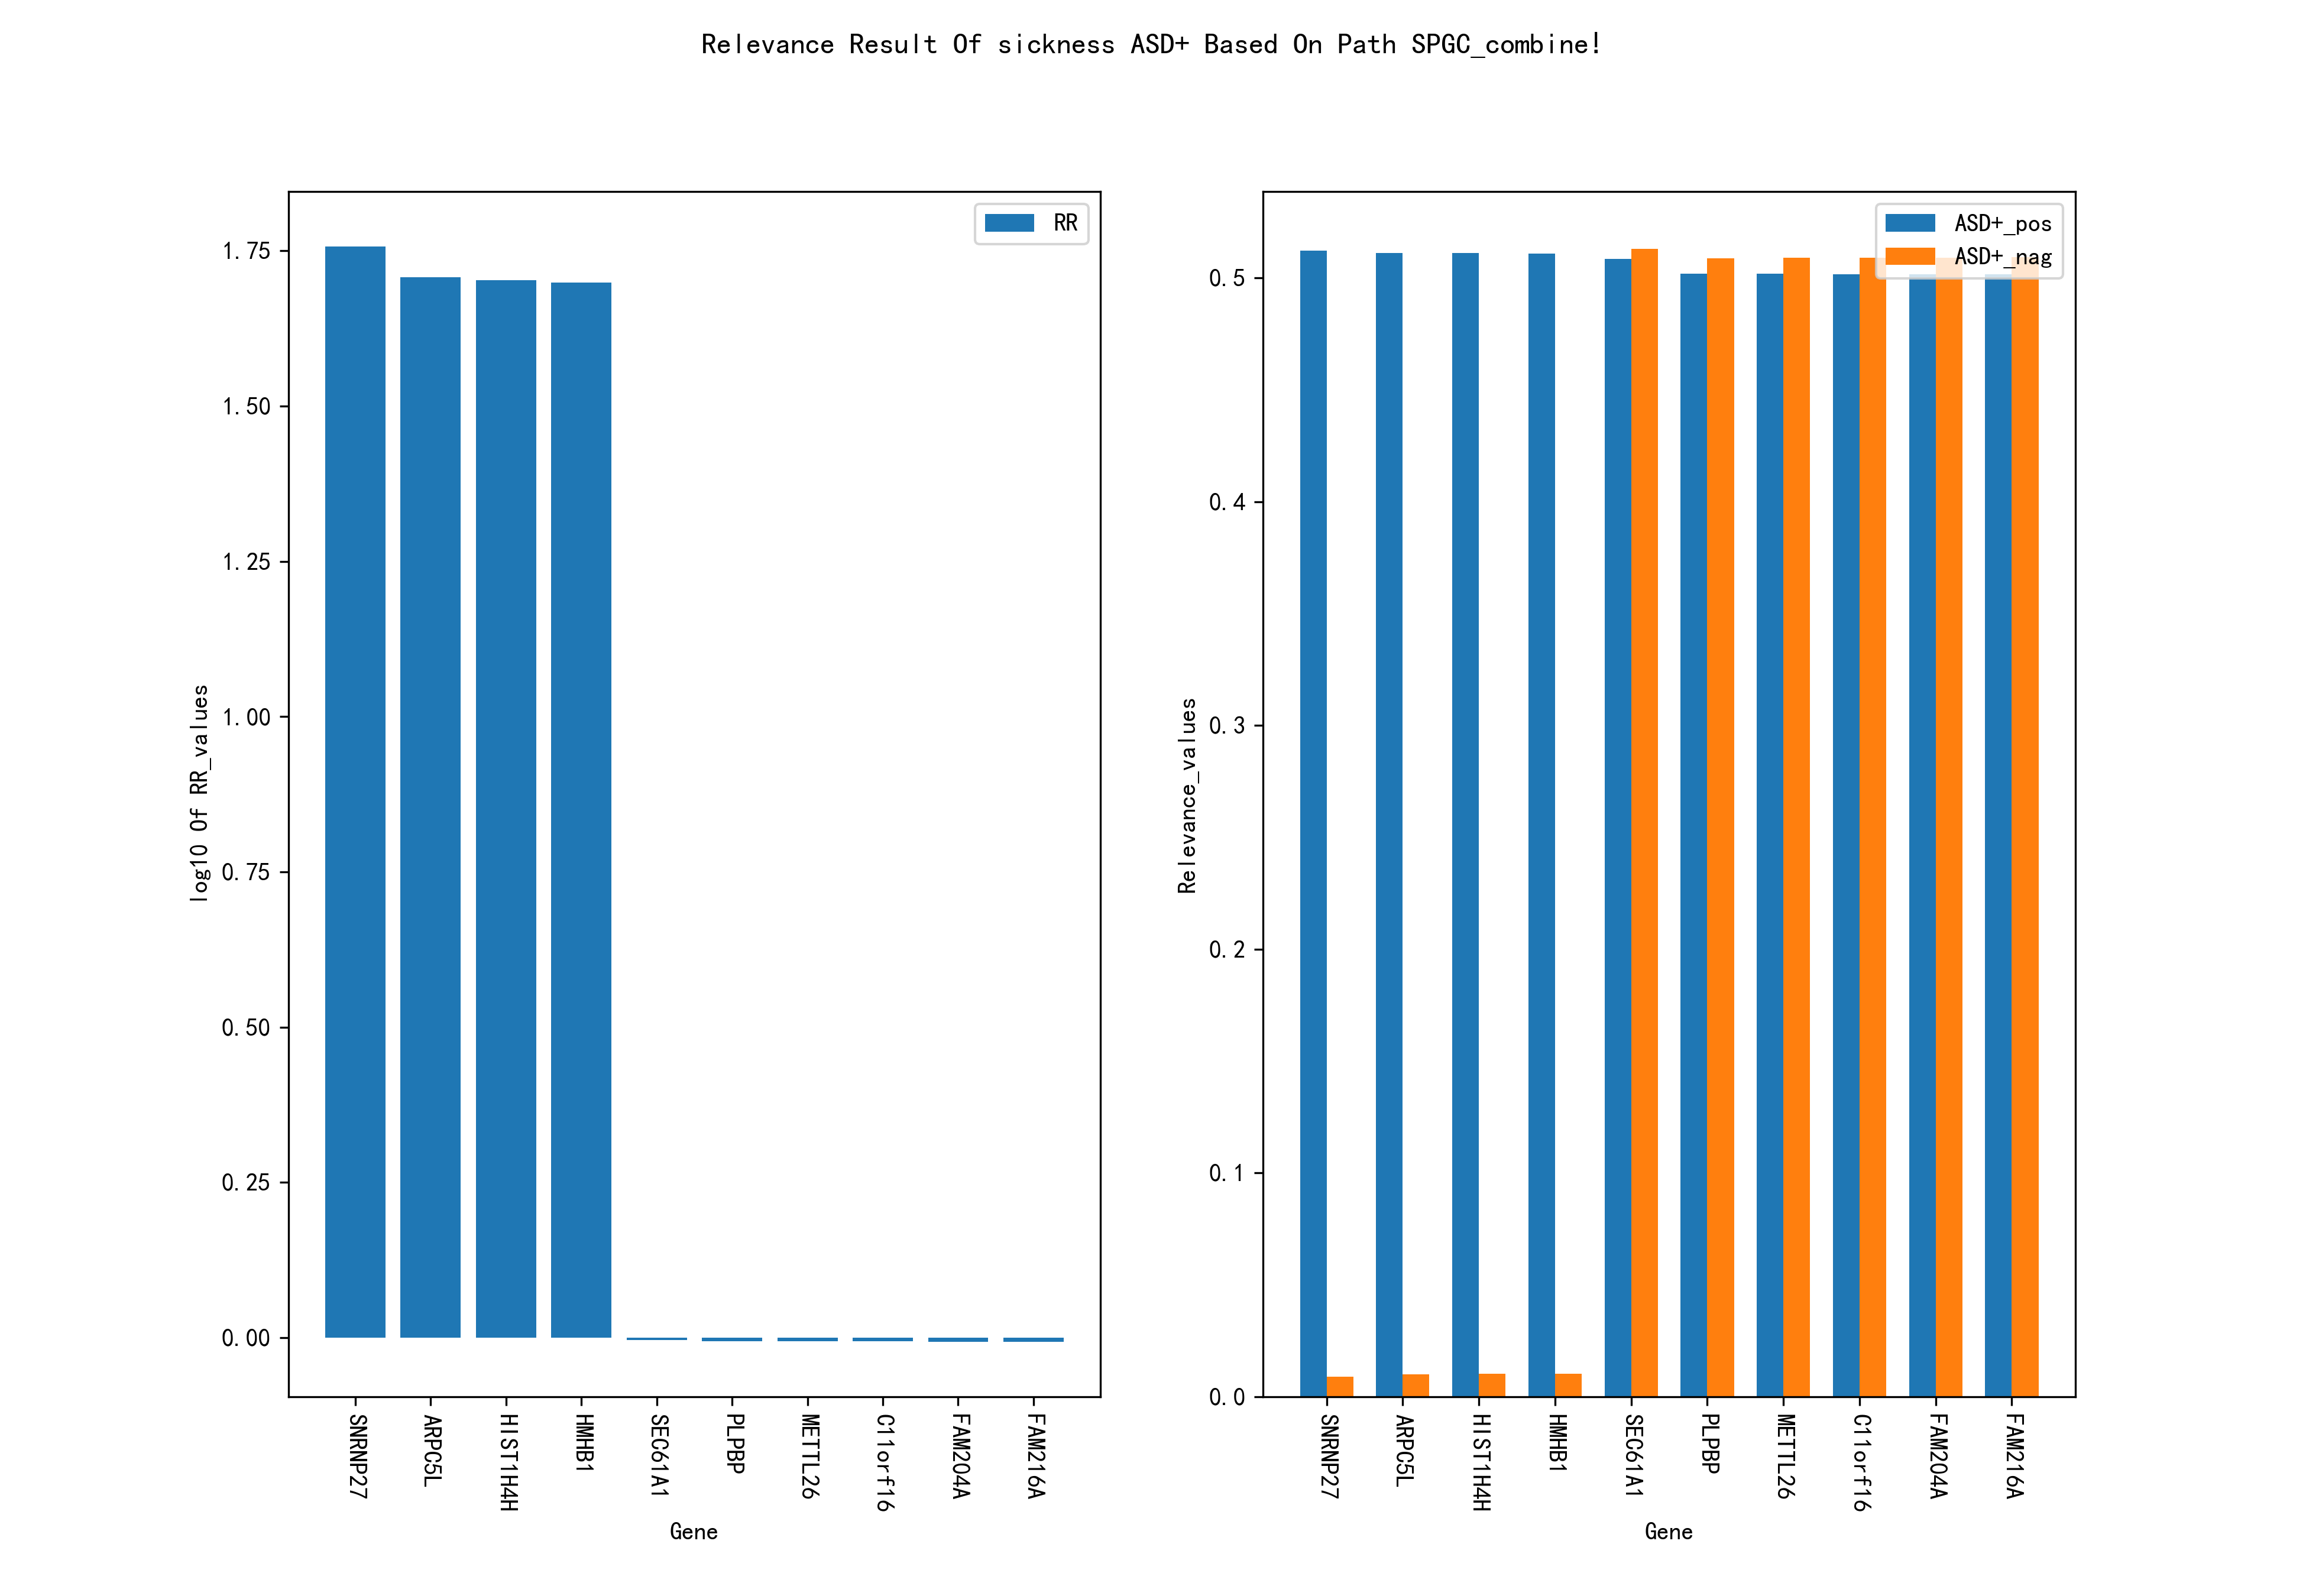 Relevance Result Of sickness ASD+ Based On Path SPGC_combine!
RR
1.75
1.50
1.25
1.00
0.75
0.50
0.25
0.00
log10 Of RR_values
SNRNP27
ARPC5L
HIST1H4H
HMHB1
SEC61A1
PLPBP
METTL26
C11orf16
FAM204A
FAM216A
Gene
ASD+_pos
ASD+_nag
0.5
0.4
0.3
0.2
0.1
0.0
Relevance_values
SNRNP27
ARPC5L
HIST1H4H
HMHB1
SEC61A1
PLPBP
METTL26
C11orf16
FAM204A
FAM216A
Gene